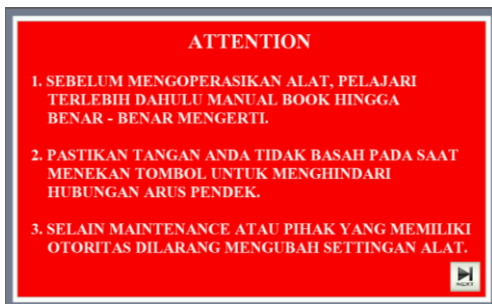 ATTENTION
1. SEBELUM MENGOPERASIKAN ALAT, PELAJARI
TERLEBIH DAHULU MANUAL BOOK HINGGA
BENAR - BENAR MENGERTI.
2. PASTIKAN TANGAN ANDA TIDAK BASAH PADA SAAT
MENEKAN TOMBOL UNTUK MENGHINDARI
HUBUNGAN ARUS PENDEK.
3. SELAIN MAINTENANCE ATAU PIHAK YANG MEMILIKI
OTORITAS DILARANG MENGUBAH SETTINGAN ALAT.
NEXT